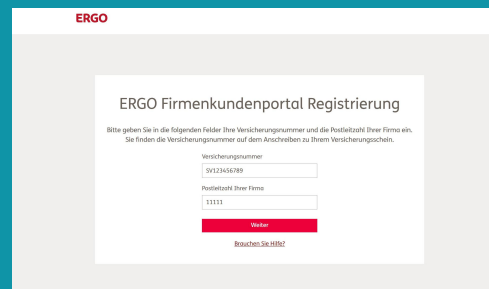 ERGO
ERGO Firmenkundenportal Registrierung
Bitte geben Sie in die folgenden Felder Ihre Versicherungsnummer und die Postleitzahl Ihrer Firma ein.
Sie finden die Versicherungsnummer auf dem Anschreiben zu Ihrem Versicherungsschein.
Versicherungsnummer
SV123456789
Postleitzahl Ihrer Firma
11111
Weiter
Brauchen Sie Hilfe?